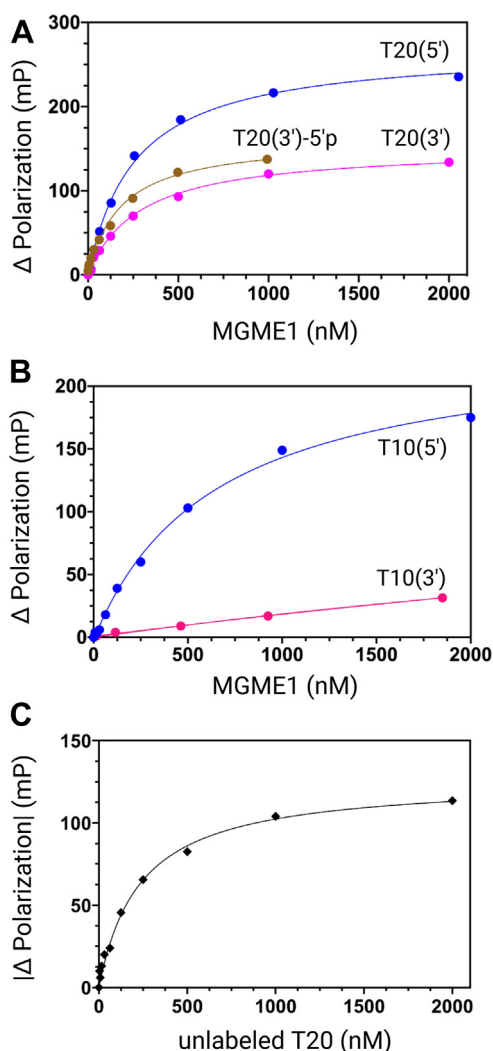 A
Δ Polarization (mP)
300
200
100
0
T20(5')
T20(3')-5'p
T20(3')
0 500 1000 1500 2000
MGME1 (nM)
B
Δ Polarization (mP)
200
150
100
50
0
T10(5')
T10(3')
0 500 1000 1500 2000
MGME1 (nM)
C
|Δ Polarization| (mP)
150
100
50
0
0 500 1000 1500 2000
unlabeled T20 (nM)